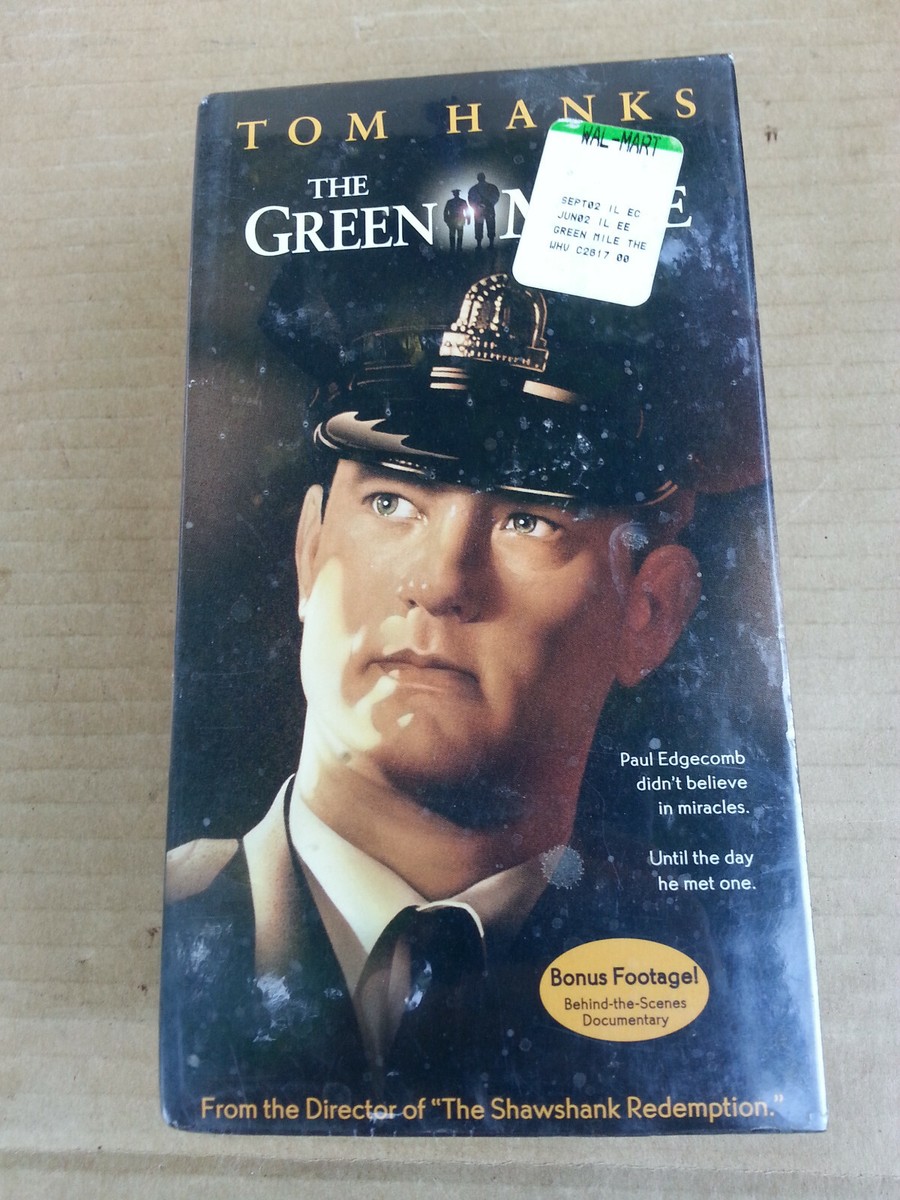 TOM HANKS
THE
GREEN M E
WAL-MART
SEPT02 IL EC
JUN02 IL EE
GREEN MILE THE
WHV C2817 00
Paul Edgecomb
didn't believe
in miracles.
Until the day
he met one.
Bonus Footage!
Behind-the-Scenes
Documentary
From the Director of "The Shawshank Redemption."